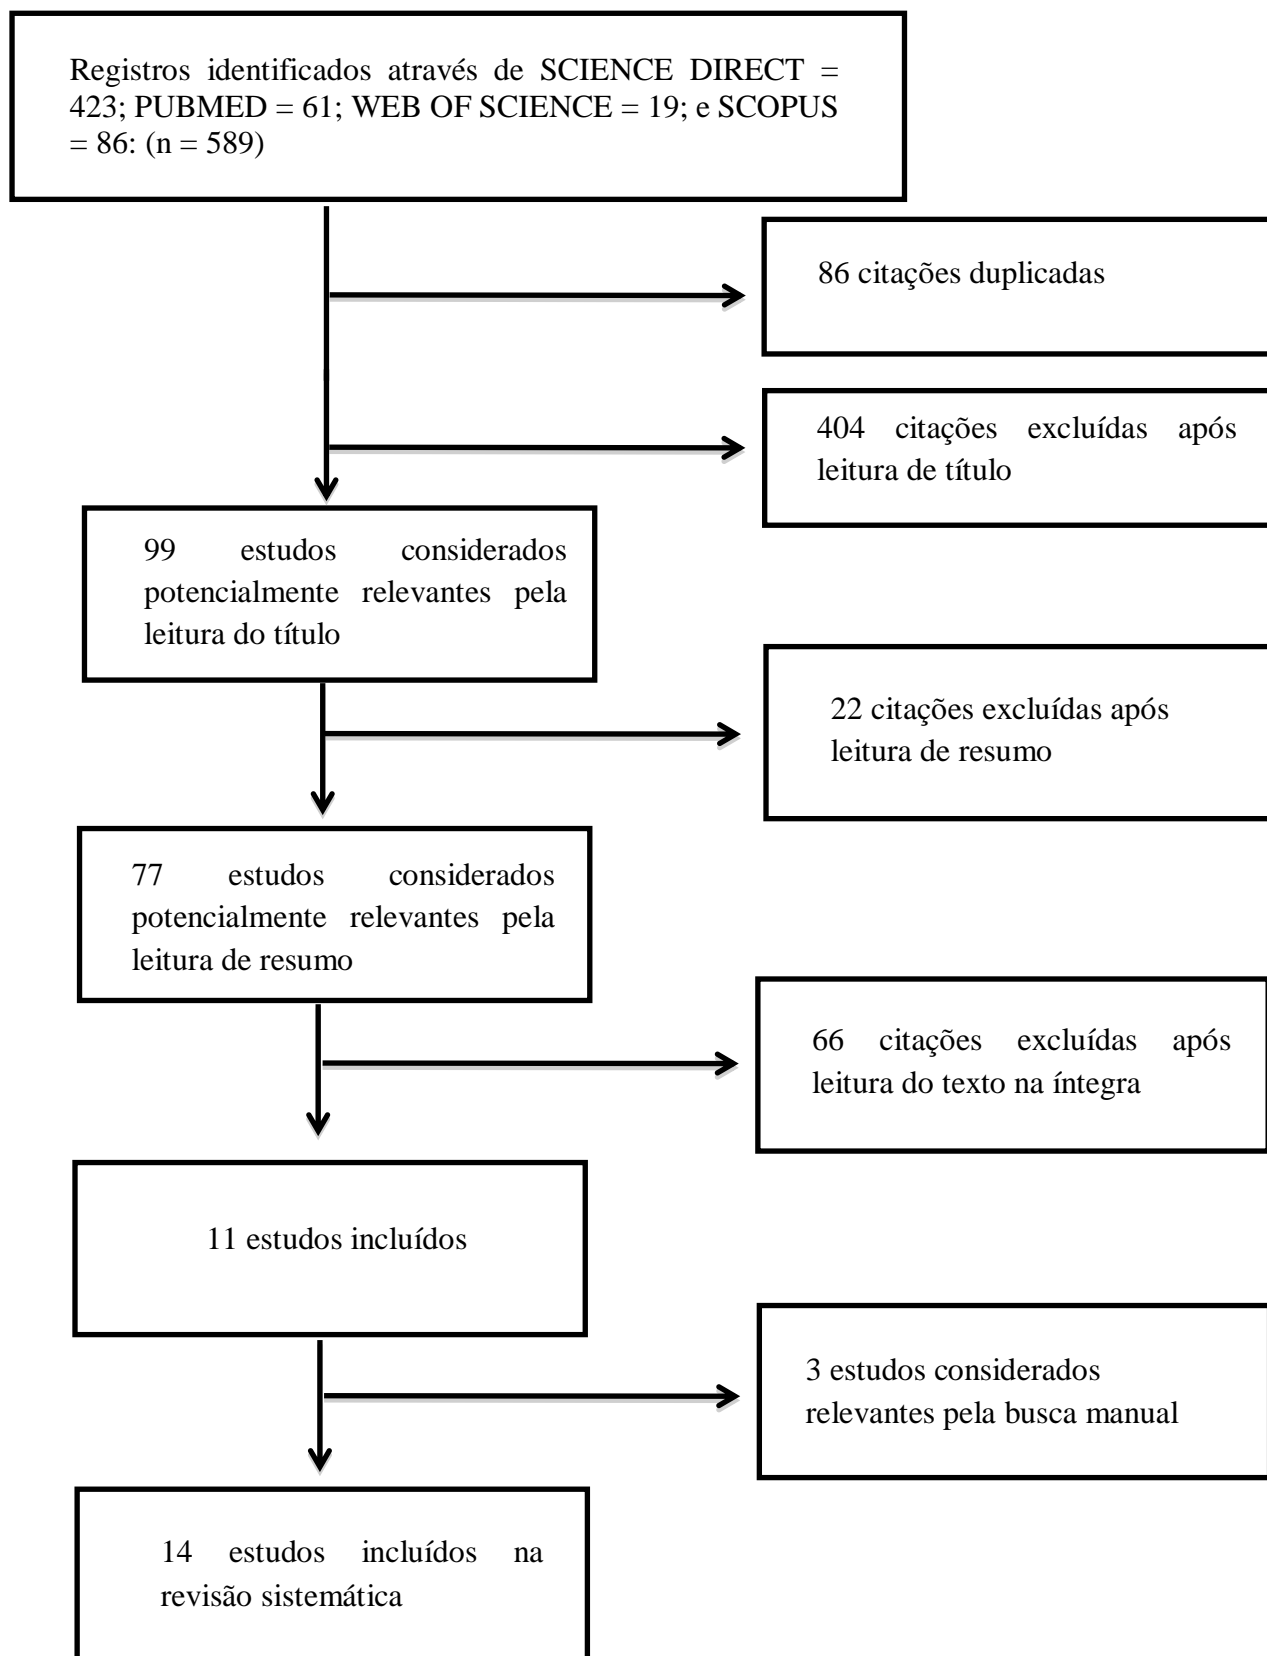 Registros identificados através de SCIENCE DIRECT =
423; PUBMED = 61; WEB OF SCIENCE = 19; e SCOPUS
= 86: (n = 589)
86 citações duplicadas
404 citações excluídas após
leitura de título
99 estudos considerados
potencialmente relevantes pela
leitura do título
22 citações excluídas após
leitura de resumo
77 estudos considerados
potencialmente relevantes pela
leitura de resumo
66 citações excluídas após
leitura do texto na íntegra
11 estudos incluídos
3 estudos considerados
relevantes pela busca manual
14 estudos incluídos na
revisão sistemática